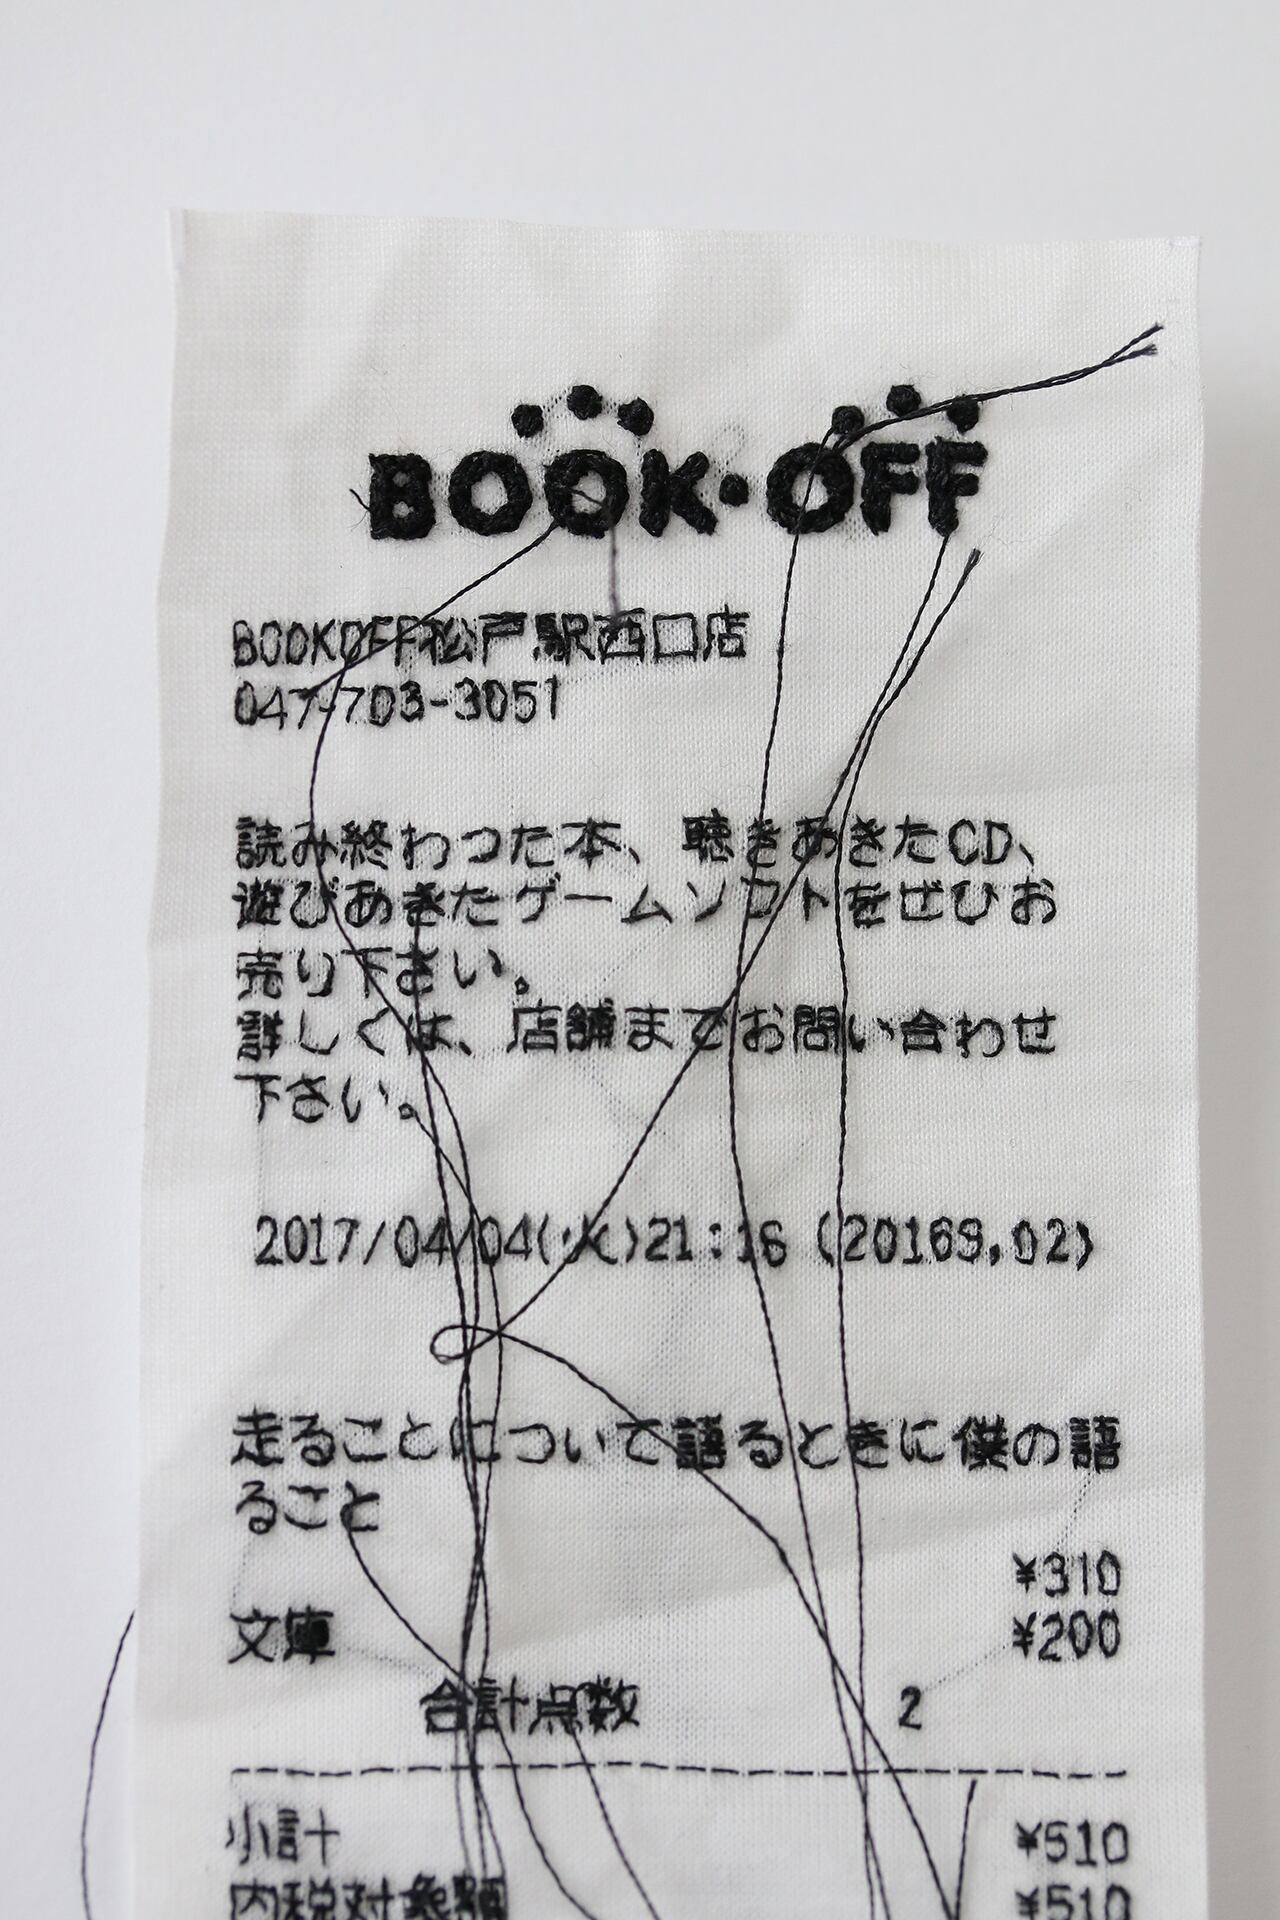 BOOK・OFF
BOOKOFF松戸駅西口店
047-703-3051
読み終わった本、聴きあきたCD、
遊びあきたゲームソフトをぜひお
売り下さい。
詳しくは、店舗までお問い合わせ
下さい。
2017/04/04(火)21:16 (20169,02)
走ることについて語るときに僕の語
ること
¥310
文庫 ¥200
合計点数 2
小計 ¥510
内税対象額 ¥510